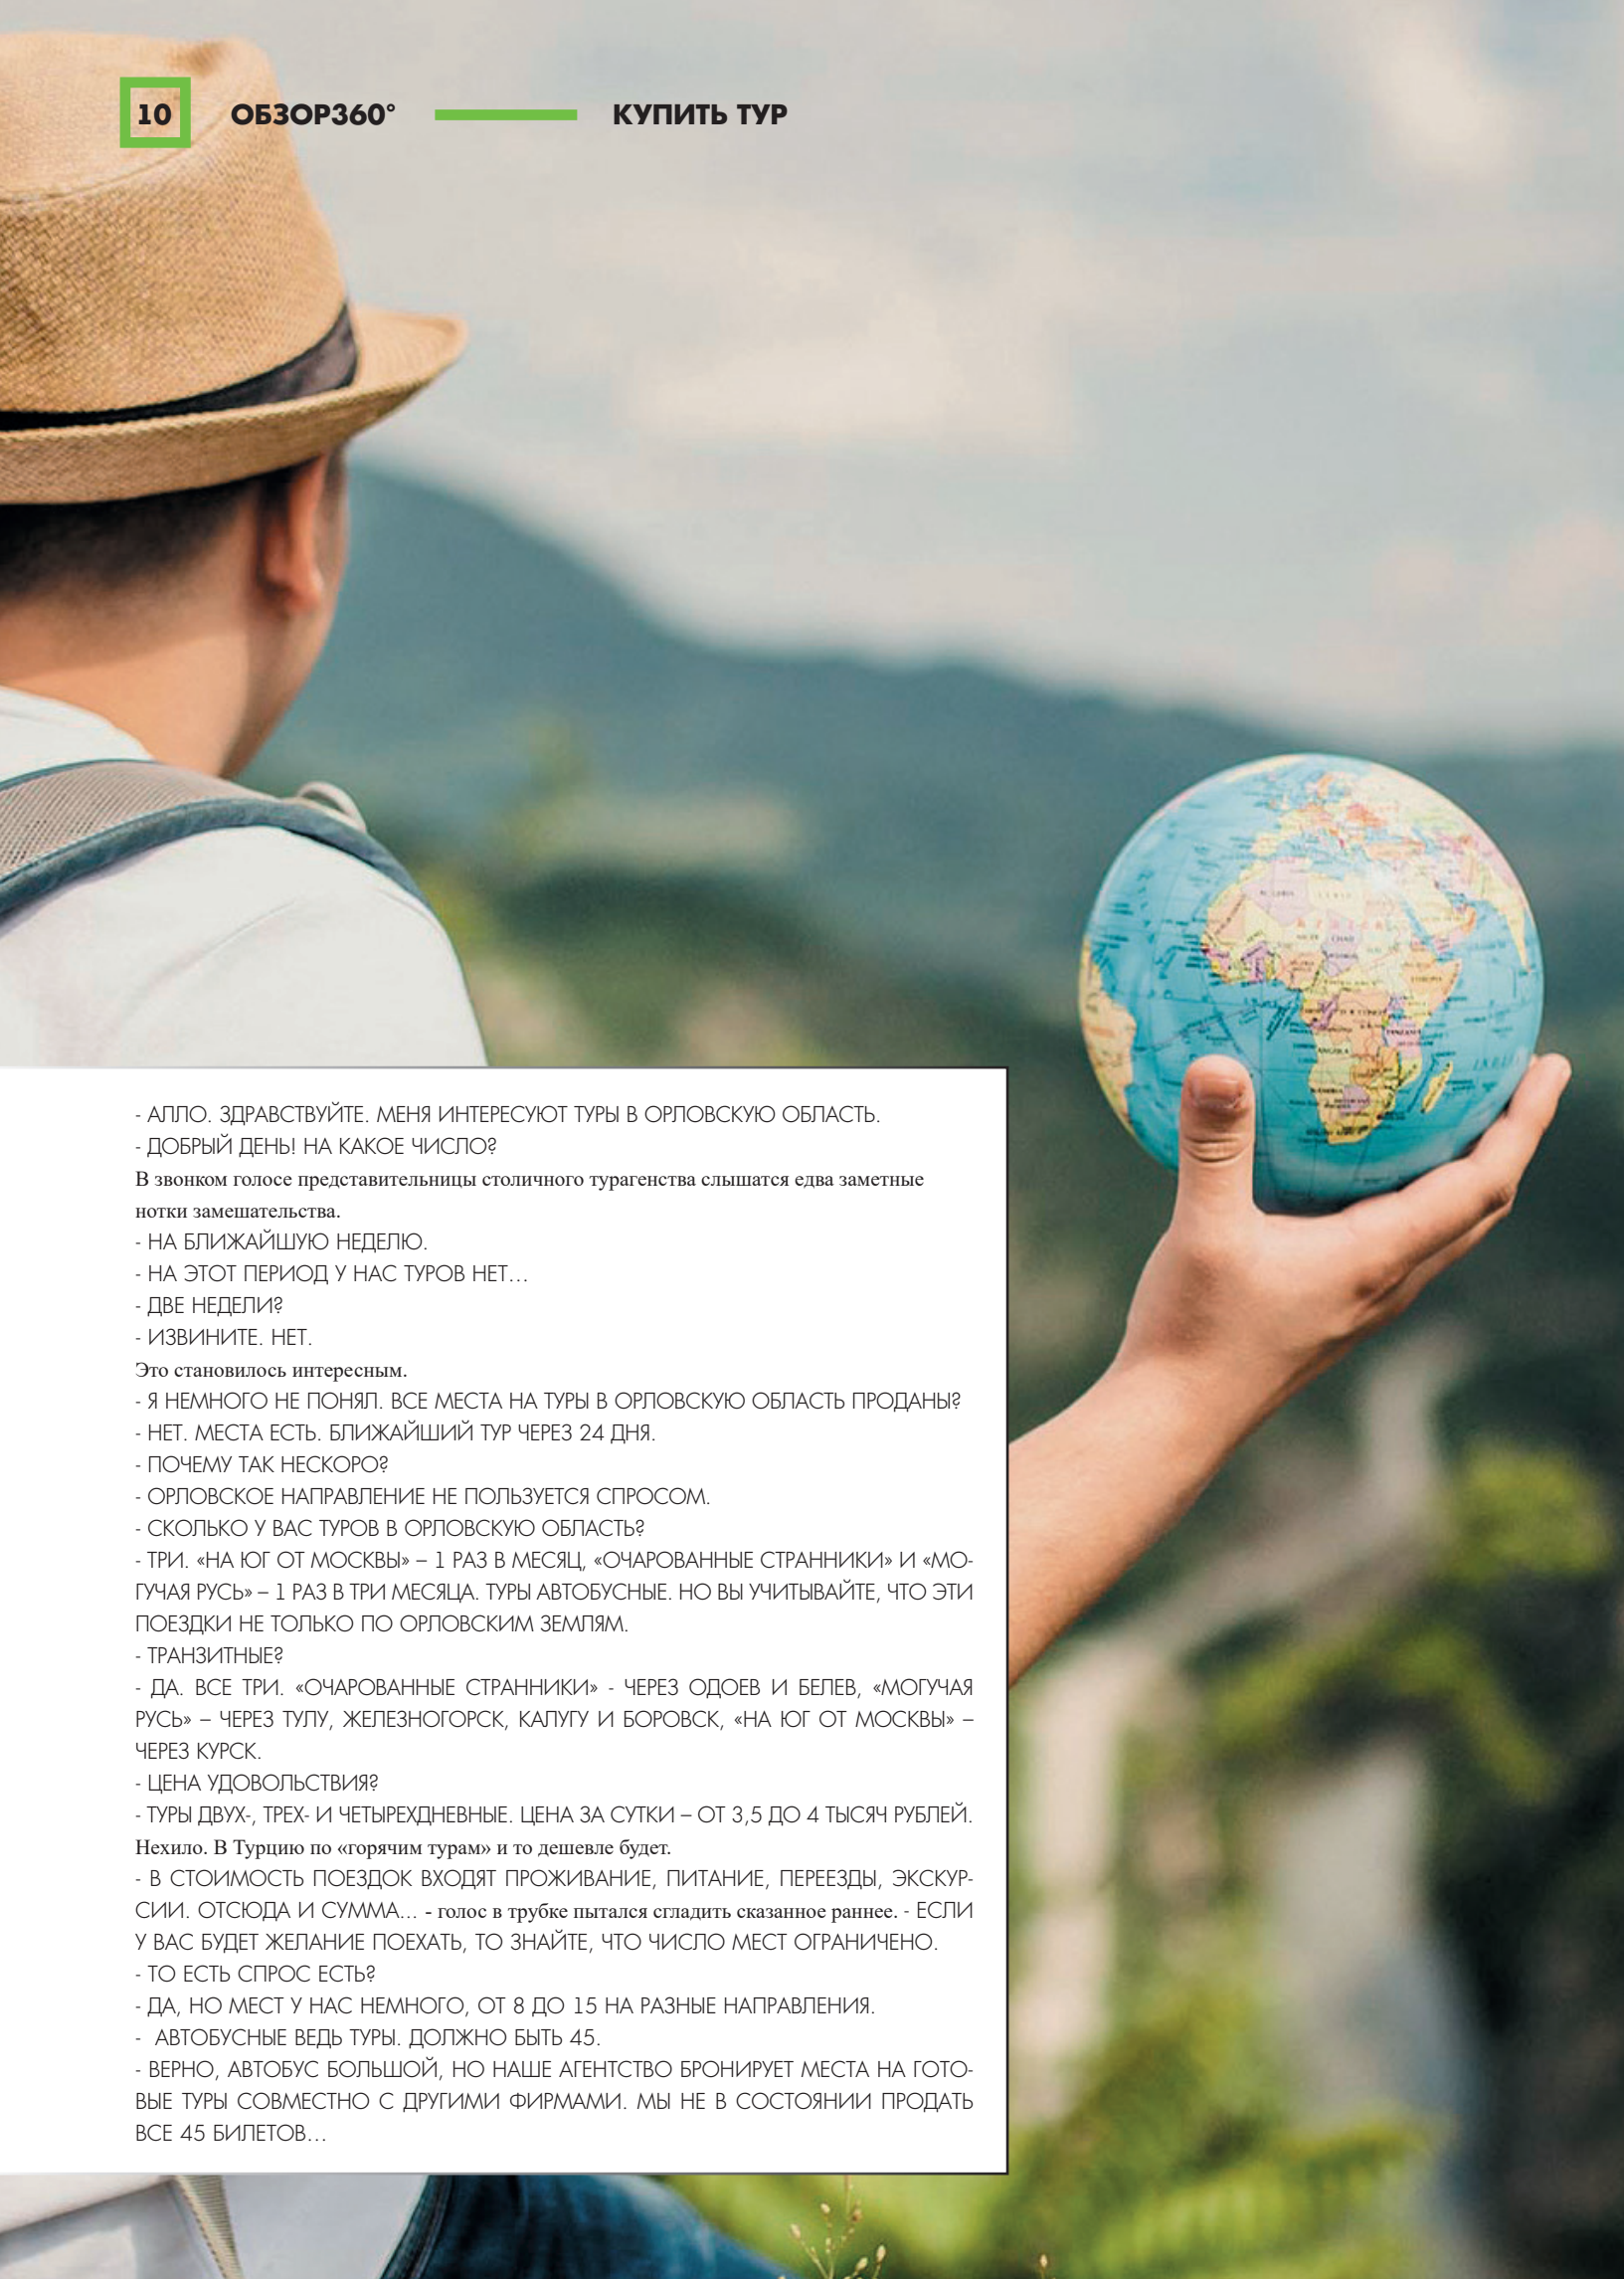 10 ОБЗОР360° КУПИТЬ ТУР
- АЛЛО. ЗДРАВСТВУЙТЕ. МЕНЯ ИНТЕРЕСУЮТ ТУРЫ В ОРЛОВСКУЮ ОБЛАСТЬ.
- ДОБРЫЙ ДЕНЬ! НА КАКОЕ ЧИСЛО?
В звонком голосе представительницы столичного турагенства слышатся едва заметные
нотки замешательства.
- НА БЛИЖАЙШУЮ НЕДЕЛЮ.
- НА ЭТОТ ПЕРИОД У НАС ТУРОВ НЕТ...
- ДВЕ НЕДЕЛИ?
- ИЗВИНИТЕ. НЕТ.
Это становилось интересным.
- Я НЕМНОГО НЕ ПОНЯЛ. ВСЕ МЕСТА НА ТУРЫ В ОРЛОВСКУЮ ОБЛАСТЬ ПРОДАНЫ?
- НЕТ. МЕСТА ЕСТЬ. БЛИЖАЙШИЙ ТУР ЧЕРЕЗ 24 ДНЯ.
- ПОЧЕМУ ТАК НЕСКОРО?
- ОРЛОВСКОЕ НАПРАВЛЕНИЕ НЕ ПОЛЬЗУЕТСЯ СПРОСОМ.
- СКОЛЬКО У ВАС ТУРОВ В ОРЛОВСКУЮ ОБЛАСТЬ?
- ТРИ. «НА ЮГ ОТ МОСКВЫ» – 1 РАЗ В МЕСЯЦ, «ОЧАРОВАННЫЕ СТРАННИКИ» И «МО-
ГУЧАЯ РУСЬ» – 1 РАЗ В ТРИ МЕСЯЦА. ТУРЫ АВТОБУСНЫЕ. НО ВЫ УЧИТЫВАЙТЕ, ЧТО ЭТИ
ПОЕЗДКИ НЕ ТОЛЬКО ПО ОРЛОВСКИМ ЗЕМЛЯМ.
- ТРАНЗИТНЫЕ?
- ДА. ВСЕ ТРИ. «ОЧАРОВАННЫЕ СТРАННИКИ» - ЧЕРЕЗ ОДОЕВ И БЕЛЕВ, «МОГУЧАЯ
РУСЬ» – ЧЕРЕЗ ТУЛУ, ЖЕЛЕЗНОГОРСК, КАЛУГУ И БОРОВСК, «НА ЮГ ОТ МОСКВЫ» –
ЧЕРЕЗ КУРСК.
- ЦЕНА УДОВОЛЬСТВИЯ?
- ТУРЫ ДВУХ-, ТРЕХ- И ЧЕТЫРЕХДНЕВНЫЕ. ЦЕНА ЗА СУТКИ – ОТ 3,5 ДО 4 ТЫСЯЧ РУБЛЕЙ.
Нехило. В Турцию по «горячим турам» и то дешевле будет.
- В СТОИМОСТЬ ПОЕЗДОК ВХОДЯТ ПРОЖИВАНИЕ, ПИТАНИЕ, ПЕРЕЕЗДЫ, ЭКСКУР-
СИИ. ОТСЮДА И СУММА... - голос в трубке пытался сгладить сказанное раннее. - ЕСЛИ
У ВАС БУДЕТ ЖЕЛАНИЕ ПОЕХАТЬ, ТО ЗНАЙТЕ, ЧТО ЧИСЛО МЕСТ ОГРАНИЧЕНО.
- ТО ЕСТЬ СПРОС ЕСТЬ?
- ДА, НО МЕСТ У НАС НЕМНОГО, ОТ 8 ДО 15 НА РАЗНЫЕ НАПРАВЛЕНИЯ.
- АВТОБУСНЫЕ ВЕДЬ ТУРЫ. ДОЛЖНО БЫТЬ 45.
- ВЕРНО, АВТОБУС БОЛЬШОЙ, НО НАШЕ АГЕНТСТВО БРОНИРУЕТ МЕСТА НА ГОТО-
ВЫЕ ТУРЫ СОВМЕСТНО С ДРУГИМИ ФИРМАМИ. МЫ НЕ В СОСТОЯНИИ ПРОДАТЬ
ВСЕ 45 БИЛЕТОВ...
CHAD
ANGOLA
TANZANIA